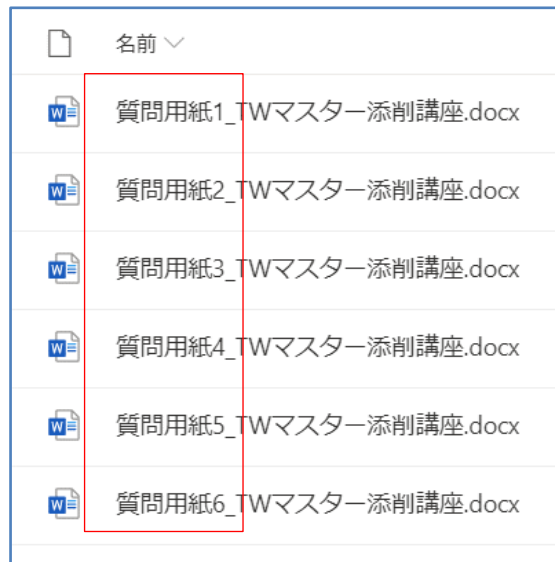 名前
質問用紙1_TWマスター添削講座.docx
質問用紙2_TWマスター添削講座.docx
質問用紙3_TWマスター添削講座.docx
質問用紙4_TWマスター添削講座.docx
質問用紙5_TWマスター添削講座.docx
質問用紙6_TWマスター添削講座.docx